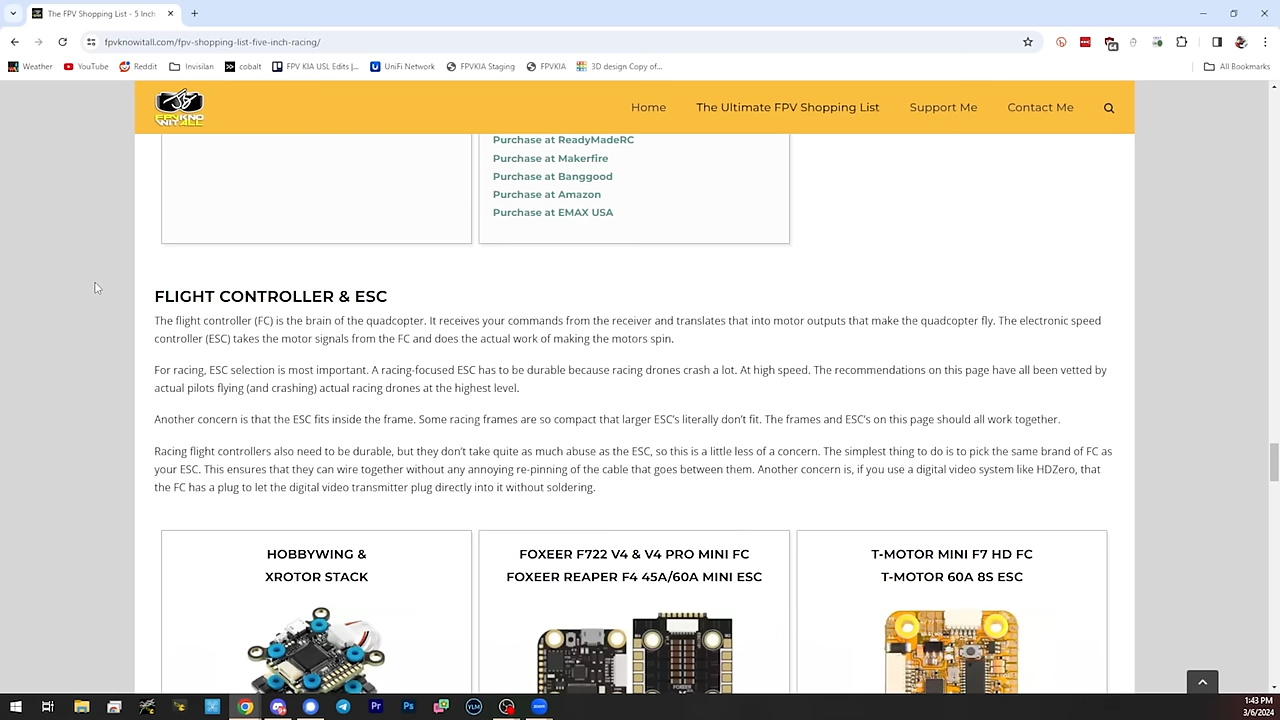 The FPV Shopping List - 5 Inch
fpvknowitall.com/fpv-shopping-list-five-inch-racing/
Weather
YouTube
Reddit
Invisilan
cobalt
FPV KIA USL Edits |...
UniFi Network
FPVKIA Staging
FPVKIA
3D design Copy of...
All Bookmarks
FPV KNOW IT ALL
Home
The Ultimate FPV Shopping List
Support Me
Contact Me
Purchase at ReadyMadeRC
Purchase at Makerfire
Purchase at Banggood
Purchase at Amazon
Purchase at EMAX USA
FLIGHT CONTROLLER & ESC
The flight controller (FC) is the brain of the quadcopter. It receives your commands from the receiver and translates that into motor outputs that make the quadcopter fly. The electronic speed
controller (ESC) takes the motor signals from the FC and does the actual work of making the motors spin.
For racing, ESC selection is most important. A racing-focused ESC has to be durable because racing drones crash a lot. At high speed. The recommendations on this page have all been vetted by
actual pilots flying (and crashing) actual racing drones at the highest level.
Another concern is that the ESC fits inside the frame. Some racing frames are so compact that larger ESC's literally don't fit. The frames and ESC's on this page should all work together.
Racing flight controllers also need to be durable, but they don't take quite as much abuse as the ESC, so this is a little less of a concern. The simplest thing to do is to pick the same brand of FC as
your ESC. This ensures that they can wire together without any annoying re-pinning of the cable that goes between them. Another concern is, if you use a digital video system like HDZero, that
the FC has a plug to let the digital video transmitter plug directly into it without soldering.
HOBBYWING &
XROTOR STACK
FOXEER F722 V4 & V4 PRO MINI FC
FOXEER REAPER F4 45A/60A MINI ESC
T-MOTOR MINI F7 HD FC
T-MOTOR 60A 8S ESC
FOXEER
Pr
Ps
VLM
zoom
1:43 PM
3/6/2024